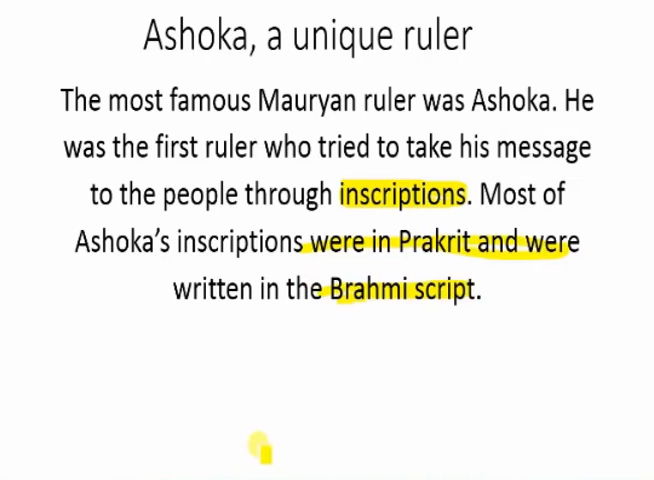 Ashoka, a unique ruler
The most famous Mauryan ruler was Ashoka. He
was the first ruler who tried to take his message
to the people through inscriptions. Most of
Ashoka’s inscriptions were in Prakrit and were
written in the Brahmi script.